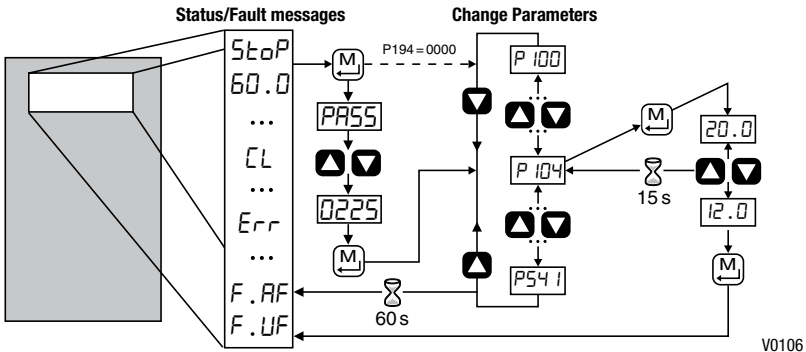 Status/Fault messages
Change Parameters
StoP
60.0
...
CL
...
Err
...
F.AF
F.UF
M
P194 = 0000
PASS
0225
M
60 s
P 100
P 104
P541
M
15 s
20.0
12.0
M
V0106